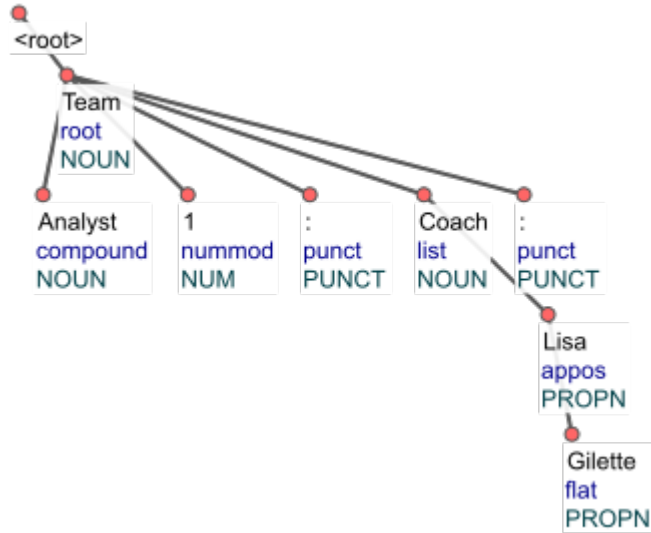 <root>
Team
root
NOUN
Analyst
compound
NOUN
1
nummod
NUM
:
punct
PUNCT
Coach
list
NOUN
:
punct
PUNCT
Lisa
appos
PROPN
Gilette
flat
PROPN